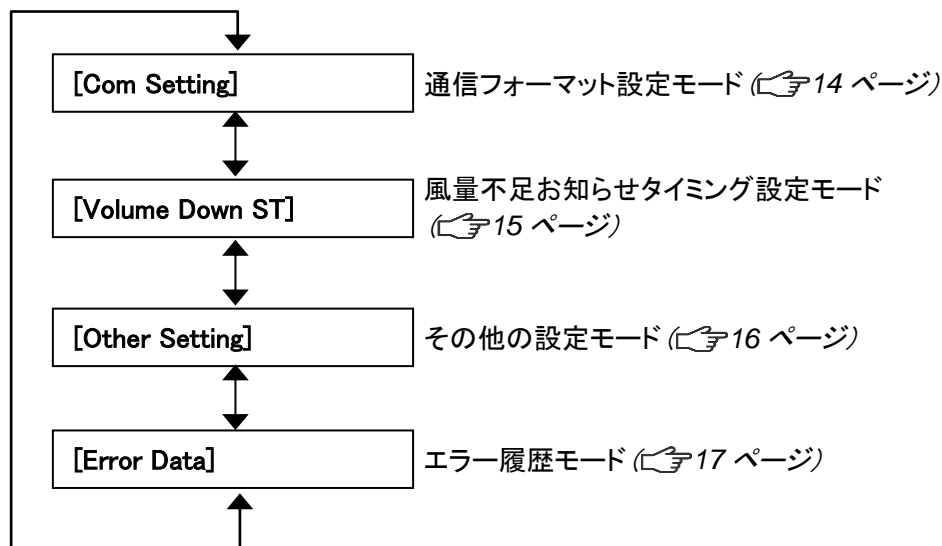 [Com Setting] 通信フォーマット設定モード (14 ページ)
[Volume Down ST] 風量不足お知らせタイミング設定モード
(15 ページ)
[Other Setting] その他の設定モード (16 ページ)
[Error Data] エラー履歴モード (17 ページ)